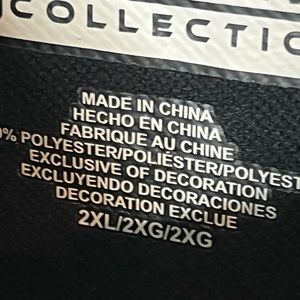 COLLECTIO
MADE IN CHINA
HECHO EN CHINA
FABRIQUE AU CHINE
0% POLYESTER/POLIÉSTER/POLYEST
EXCLUSIVE OF DECORATION
EXCLUYENDO DECORACIONES
DECORATION EXCLUE
2XL/2XG/2XG